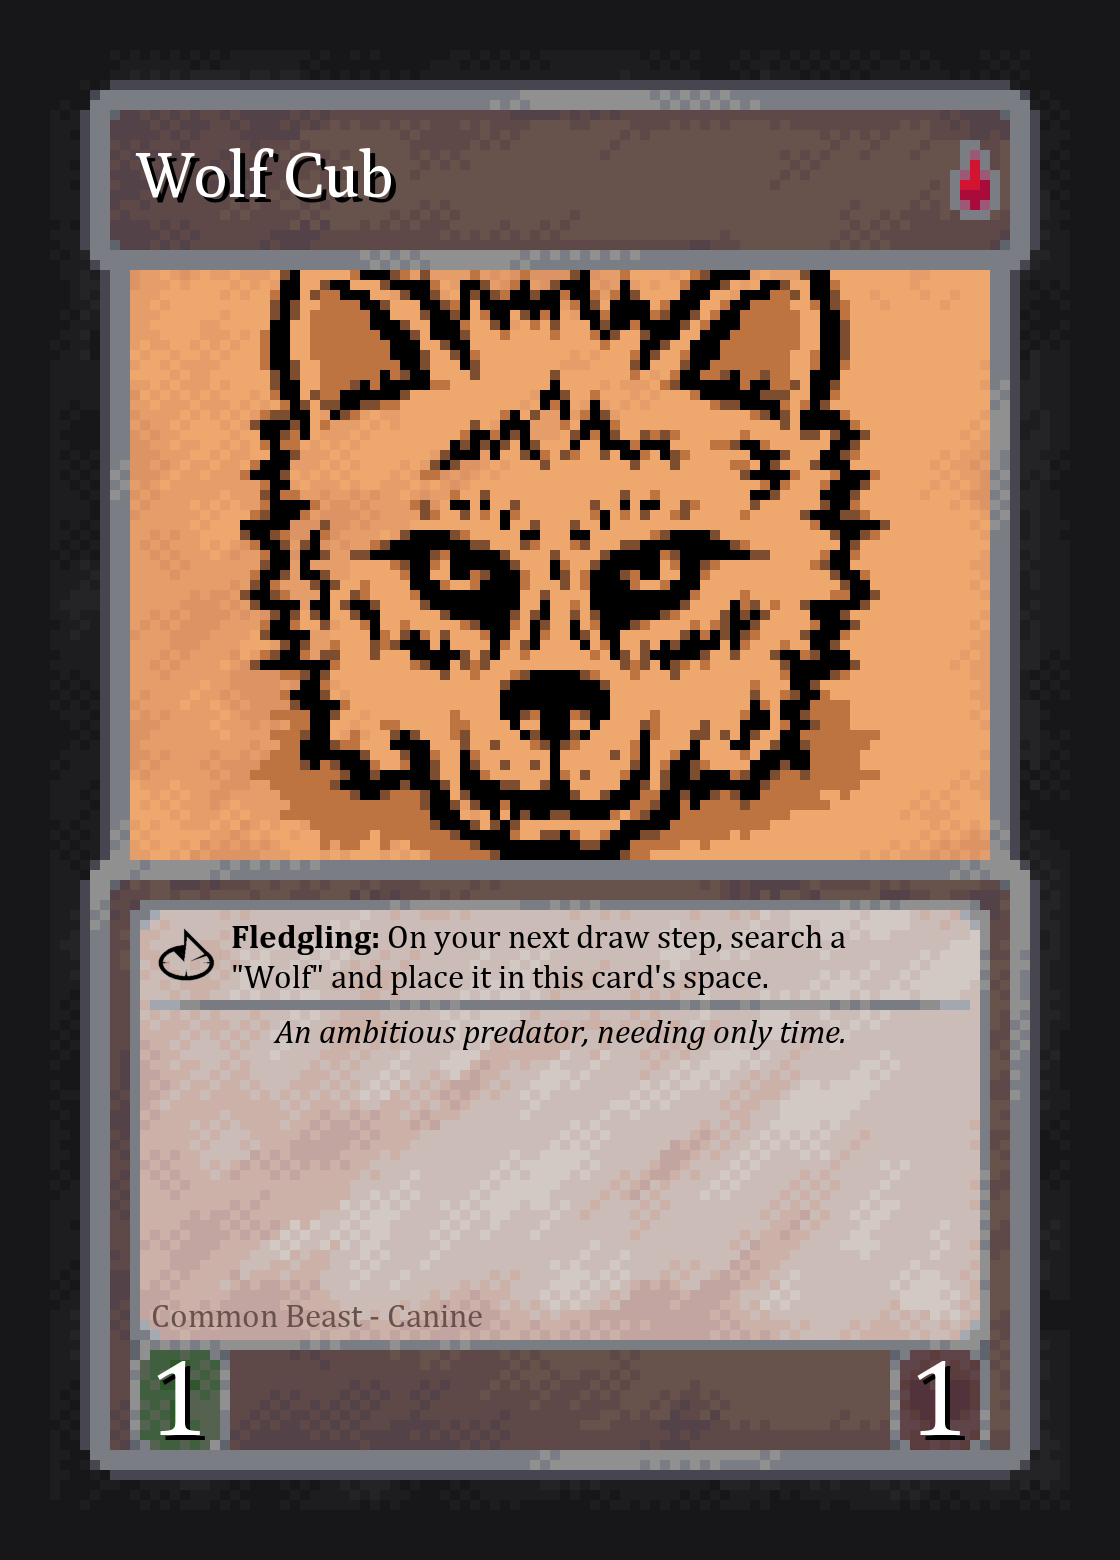 Wolf Cub
Fledgling: On your next draw step, search a
"Wolf" and place it in this card's space.
An ambitious predator, needing only time.
Common Beast - Canine
1
1